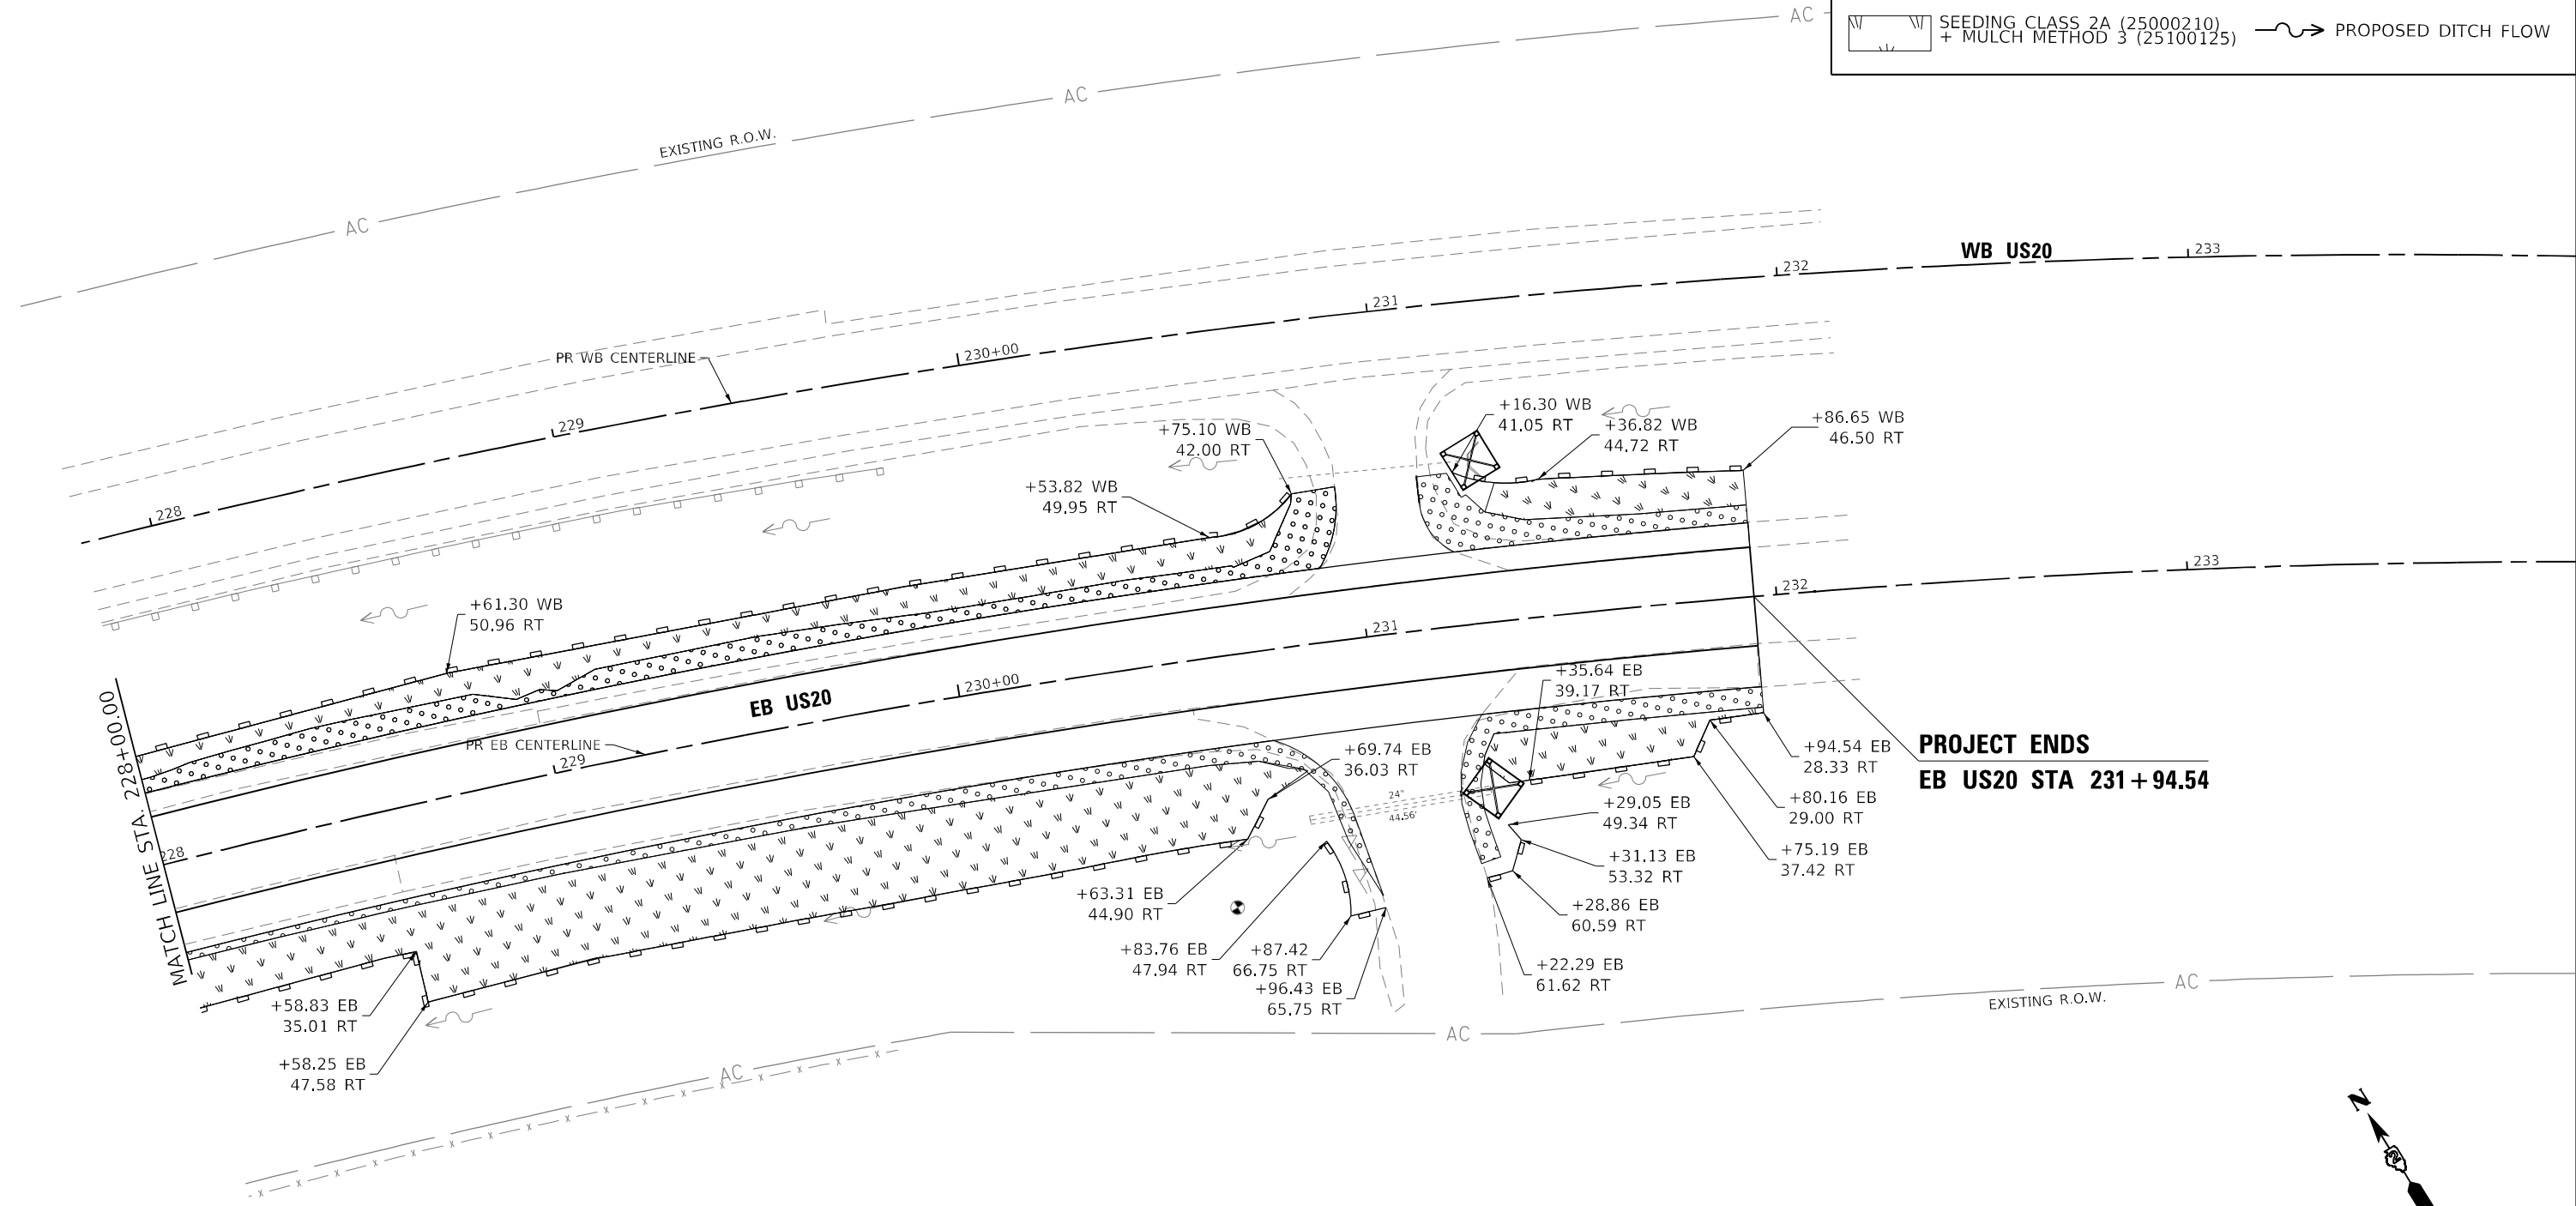 AC
SEEDING CLASS 2A (25000210)
+ MULCH METHOD 3 (25100125)
PROPOSED DITCH FLOW
AC
EXISTING R.O.W.
AC
WB US20
233
232
231
230+00
PR WB CENTERLINE
229
228
+16.30 WB
41.05 RT
+36.82 WB
44.72 RT
+86.65 WB
46.50 RT
+75.10 WB
42.00 RT
+53.82 WB
49.95 RT
+61.30 WB
50.96 RT
233
232
231
230+00
EB US20
PR EB CENTERLINE
229
228
MATCH LINE STA. 228+00.00
+35.64 EB
39.17 RT
+69.74 EB
36.03 RT
+94.54 EB
28.33 RT
PROJECT ENDS
EB US20 STA 231+94.54
24"
44.56'
+29.05 EB
49.34 RT
+80.16 EB
29.00 RT
+31.13 EB
53.32 RT
+75.19 EB
37.42 RT
+63.31 EB
44.90 RT
+28.86 EB
60.59 RT
+83.76 EB
47.94 RT
+87.42
66.75 RT
+96.43 EB
65.75 RT
+22.29 EB
61.62 RT
+58.83 EB
35.01 RT
+58.25 EB
47.58 RT
AC
EXISTING R.O.W.
AC
AC
x x x x x x x x x x x x x x x x x
N
2